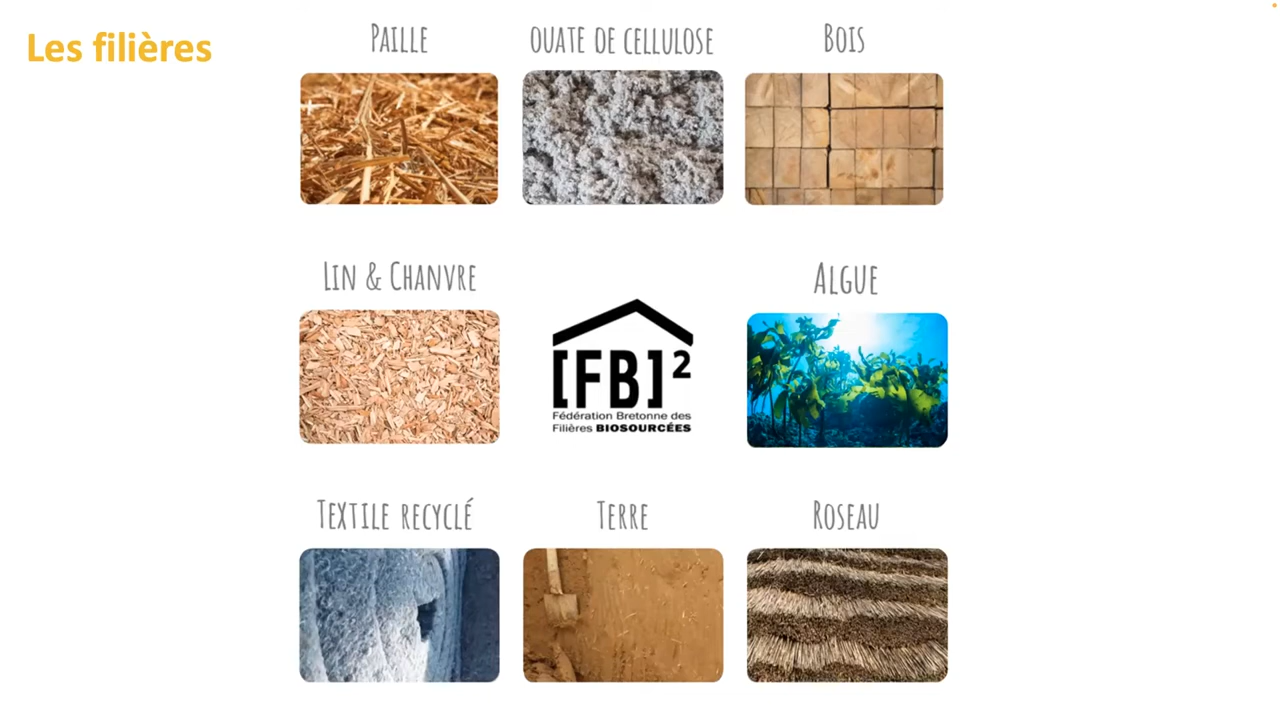 Les filières
PAILLE
OUATE DE CELLULOSE
BOIS
LIN & CHANVRE
ALGUE
[FB]²
Fédération Bretonne des
Filières BIOSOURCÉES
TEXTILE RECYCLÉ
TERRE
ROSEAU